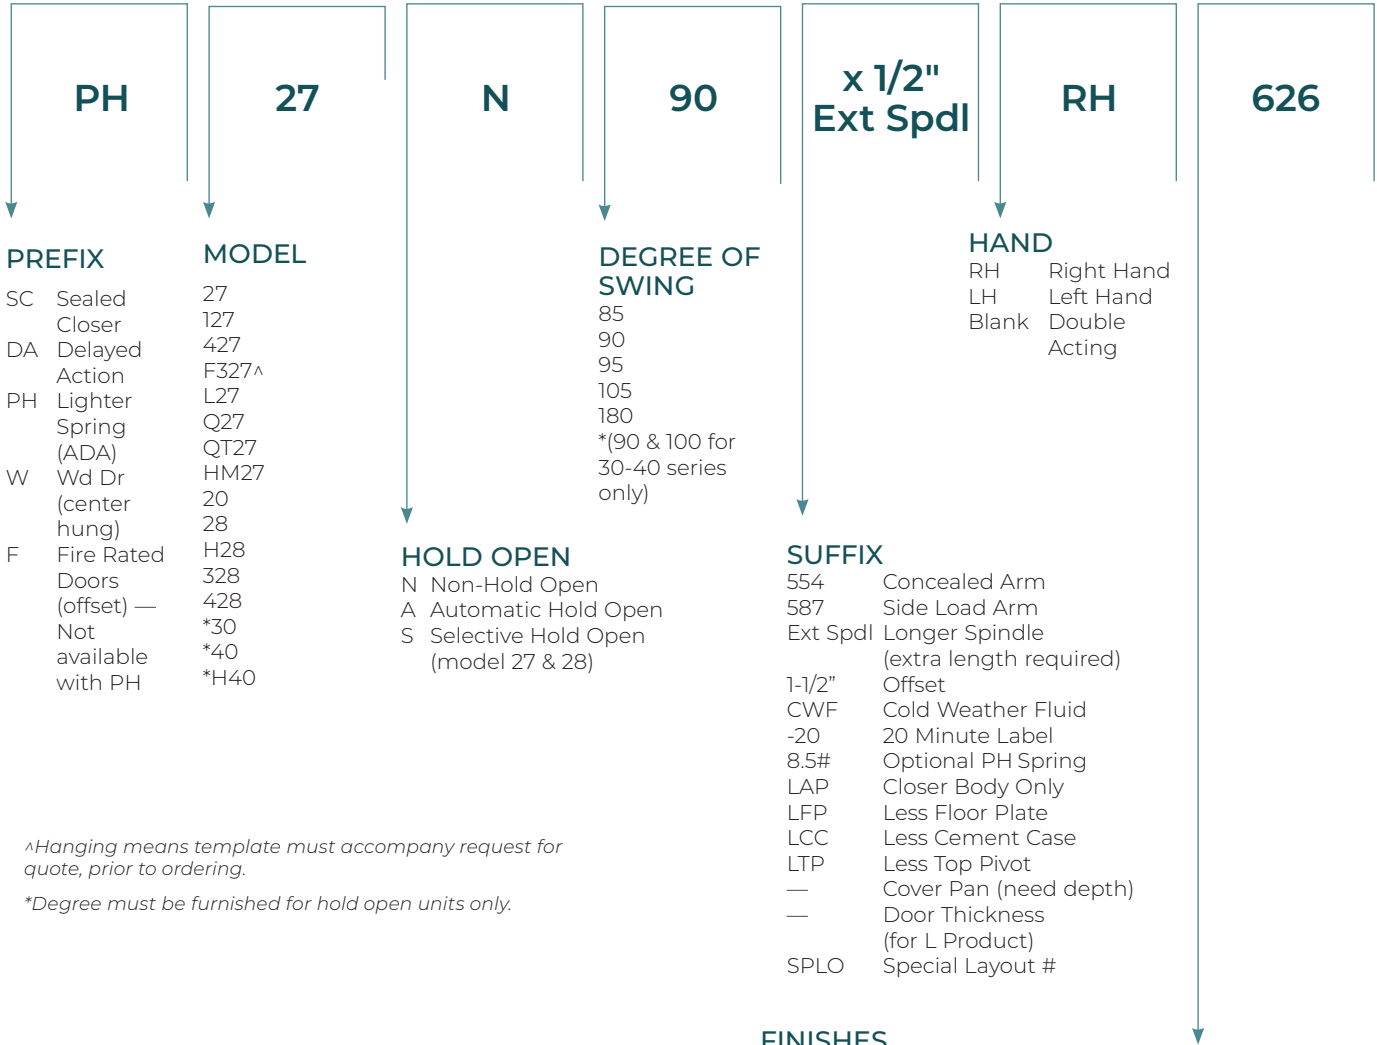 PH
27
N
90
x 1/2"
Ext Spdl
RH
626
PREFIX
SC Sealed
Closer
DA Delayed
Action
PH Lighter
Spring
(ADA)
W Wd Dr
(center
hung)
F Fire Rated
Doors
(offset) —
Not
available
with PH
MODEL
27
127
427
F327^
L27
Q27
QT27
HM27
20
28
H28
328
428
*30
*40
*H40
HOLD OPEN
N Non-Hold Open
A Automatic Hold Open
S Selective Hold Open
(model 27 & 28)
DEGREE OF
SWING
85
90
95
105
180
*(90 & 100 for
30-40 series
only)
SUFFIX
554 Concealed Arm
587 Side Load Arm
Ext Spdl Longer Spindle
(extra length required)
1-1/2” Offset
CWF Cold Weather Fluid
-20 20 Minute Label
8.5# Optional PH Spring
LAP Closer Body Only
LFP Less Floor Plate
LCC Less Cement Case
LTP Less Top Pivot
— Cover Pan (need depth)
— Door Thickness
(for L Product)
SPLO Special Layout #
HAND
RH Right Hand
LH Left Hand
Blank Double
Acting
^Hanging means template must accompany request for
quote, prior to ordering.
*Degree must be furnished for hold open units only.
FINISHES